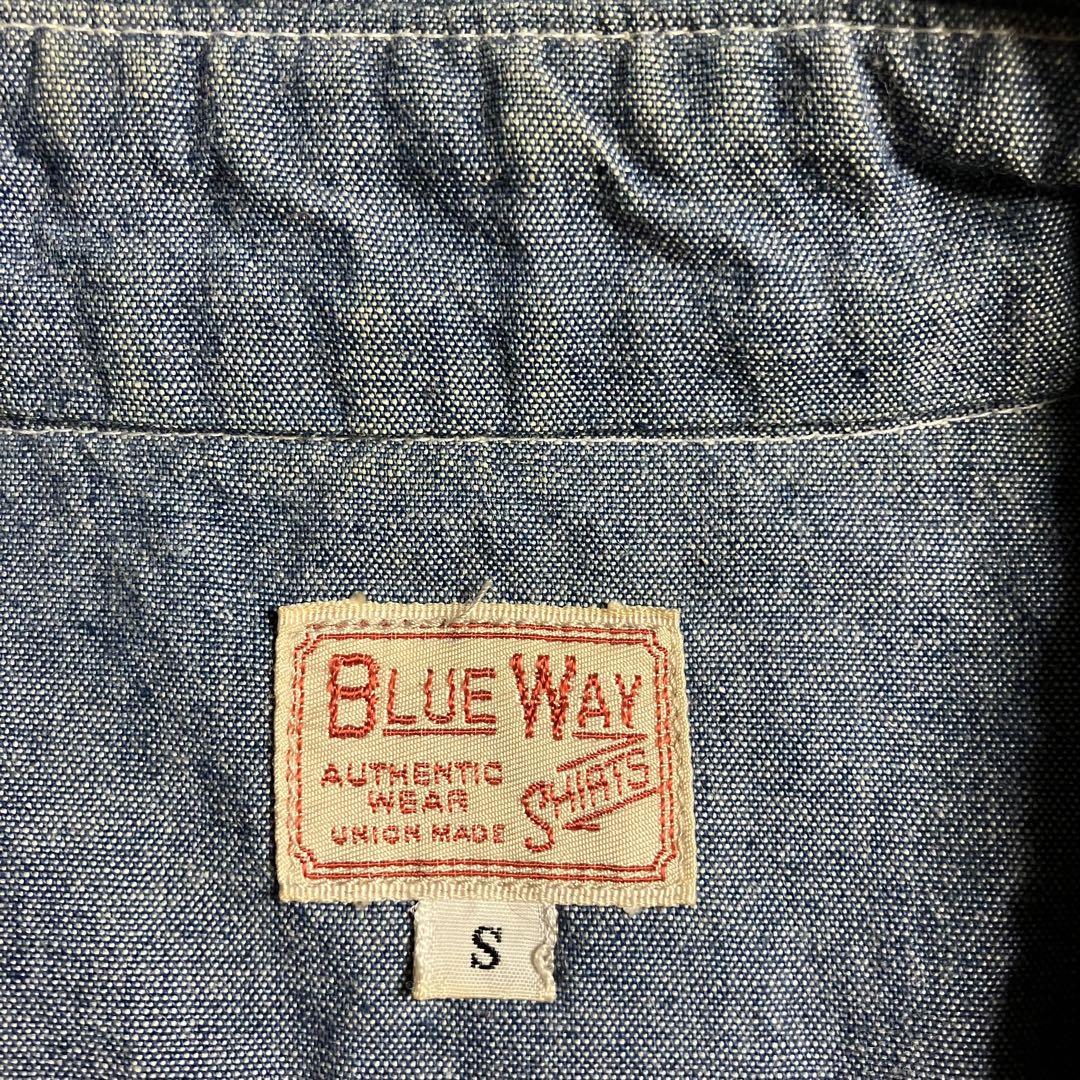 BLUE WAY
AUTHENTIC
WEAR
UNION MADE
SHIRTS
S